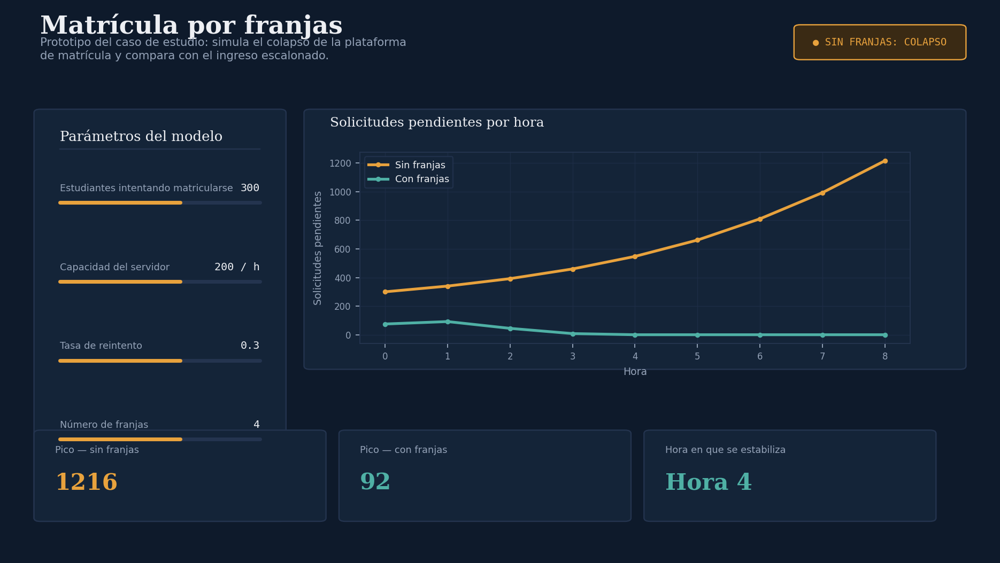 Matrícula por franjas
Prototipo del caso de estudio: simula el colapso de la plataforma
de matrícula y compara con el ingreso escalonado.
● SIN FRANJAS: COLAPSO
Parámetros del modelo
Estudiantes intentando matricularse 300
Capacidad del servidor 200 / h
Tasa de reintento 0.3
Número de franjas 4
Solicitudes pendientes por hora
Sin franjas
Con franjas
Solicitudes pendientes
1200
1000
800
600
400
200
0
0 1 2 3 4 5 6 7 8
Hora
Pico — sin franjas
1216
Pico — con franjas
92
Hora en que se estabiliza
Hora 4